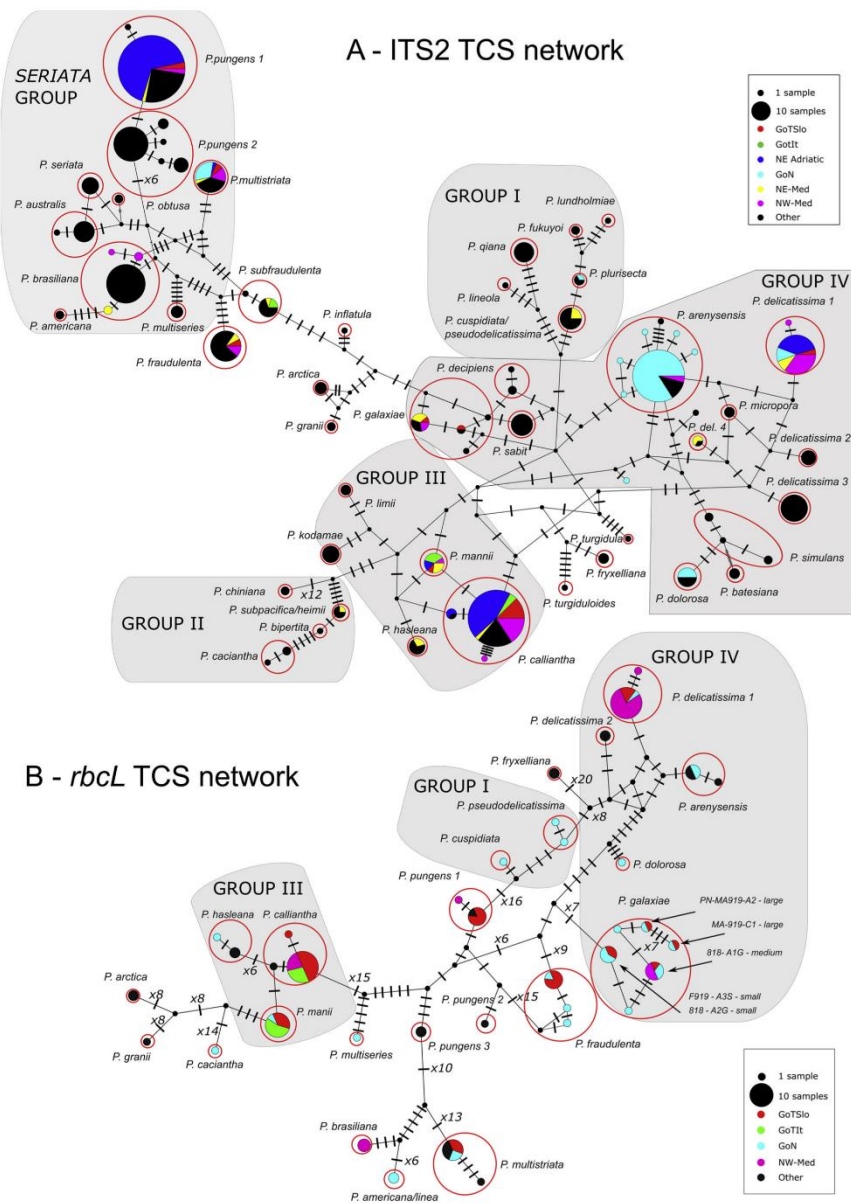 A - ITS2 TCS network
SERIATA
GROUP
P.pungens 1
P.pungens 2
x6
P.multistriata
P. seriata
P. obtusa
P. australis
P. brasiliana
P. americana
P. multiseries
P. subfraudulenta
P. fraudulenta
P. inflatula
P. arctica
P. granii
1 sample
10 samples
GoTSlo
GotIt
NE Adriatic
GoN
NE-Med
NW-Med
Other
GROUP I
P. lundholmiae
P. fukuyoi
P. qiana
P. plurisecta
P. lineola
P. cuspidiata/
pseudodelicatissima
GROUP IV
P. delicatissima 1
P. arenysensis
P. decipiens
P. galaxiae
P. sabit
P. micropora
P. del. 4
P. delicatissima 2
P. delicatissima 3
P. simulans
P. dolorosa
P. batesiana
GROUP III
P. limii
P. kodamae
P. mannii
P. hasleana
P. calliantha
P. turgidula
P. fryxelliana
P. turgiduloides
GROUP II
P. chiniana
x12
P. subpacifica/heimii
P. bipertita
P. caciantha
B - rbcL TCS network
GROUP IV
P. delicatissima 1
P. delicatissima 2
P. fryxelliana
x20
x8
P. arenysensis
P. dolorosa
GROUP I
P. pseudodelicatissima
P. cuspidiata
P. pungens 1
x16
P. galaxiae
x7
x7
PN-MA919-A2 - large
MA-919-C1 - large
818- A1G - medium
F919 - A3S - small
818 - A2G - small
GROUP III
P. hasleana
P. calliantha
x6
x15
P. arctica
x8
x8
x8
P. granii
x14
P. caciantha
P. manii
P. multiseries
x6
x9
P. pungens 2
x15
P. fraudulenta
P. pungens 3
x10
P. brasiliana
x13
x6
P. americana/linea
P. multistriata
1 sample
10 samples
GoTSlo
GoTIt
GoN
NW-Med
Other